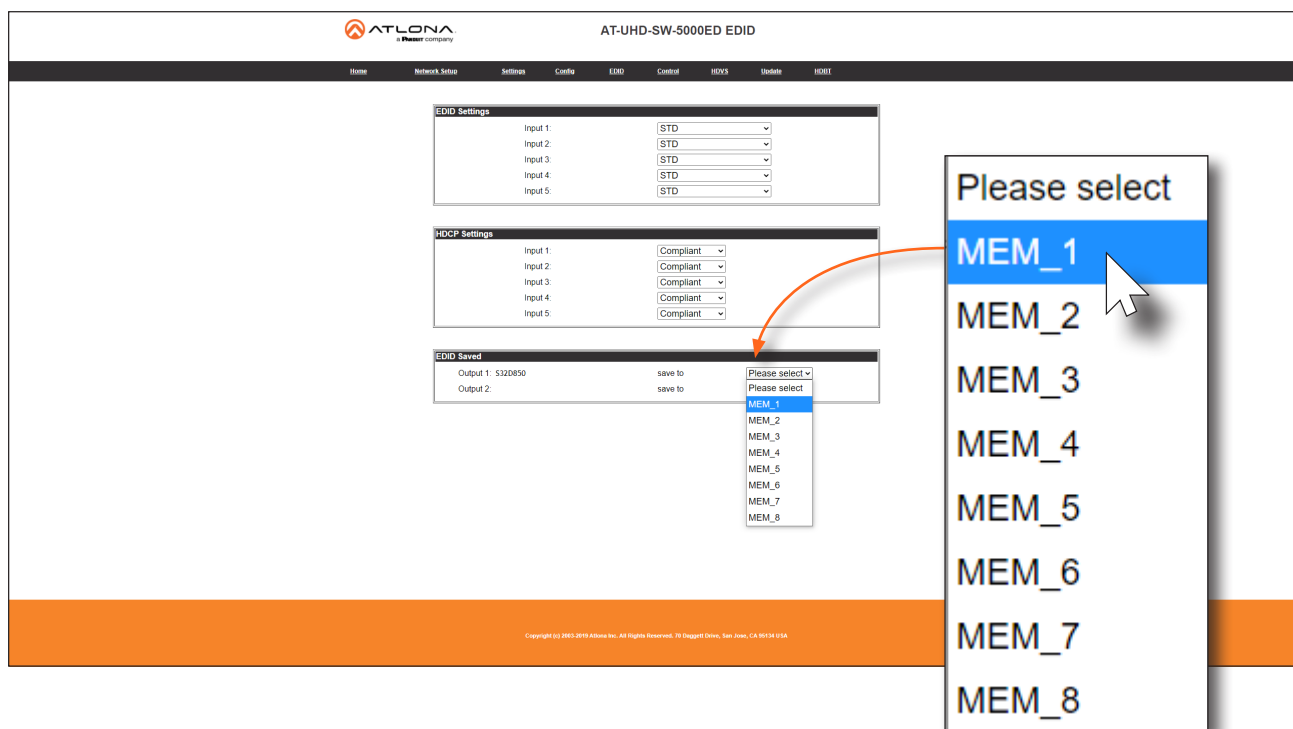 ATLONA.
a PANDUIT company
AT-UHD-SW-5000ED EDID
Home Network Setup Settings Config EDID Control HDVS Update HDBT
EDID Settings
Input 1: STD
Input 2: STD
Input 3: STD
Input 4: STD
Input 5: STD
HDCP Settings
Input 1: Compliant
Input 2: Compliant
Input 3: Compliant
Input 4: Compliant
Input 5: Compliant
EDID Saved
Output 1: S32D850 save to Please select
Output 2: save to
Please select
MEM_1
MEM_2
MEM_3
MEM_4
MEM_5
MEM_6
MEM_7
MEM_8
Please select
MEM_1
MEM_2
MEM_3
MEM_4
MEM_5
MEM_6
MEM_7
MEM_8
Copyright (c) 2003-2019 Atlona Inc. All Rights Reserved. 70 Daggett Drive, San Jose, CA 95134 USA